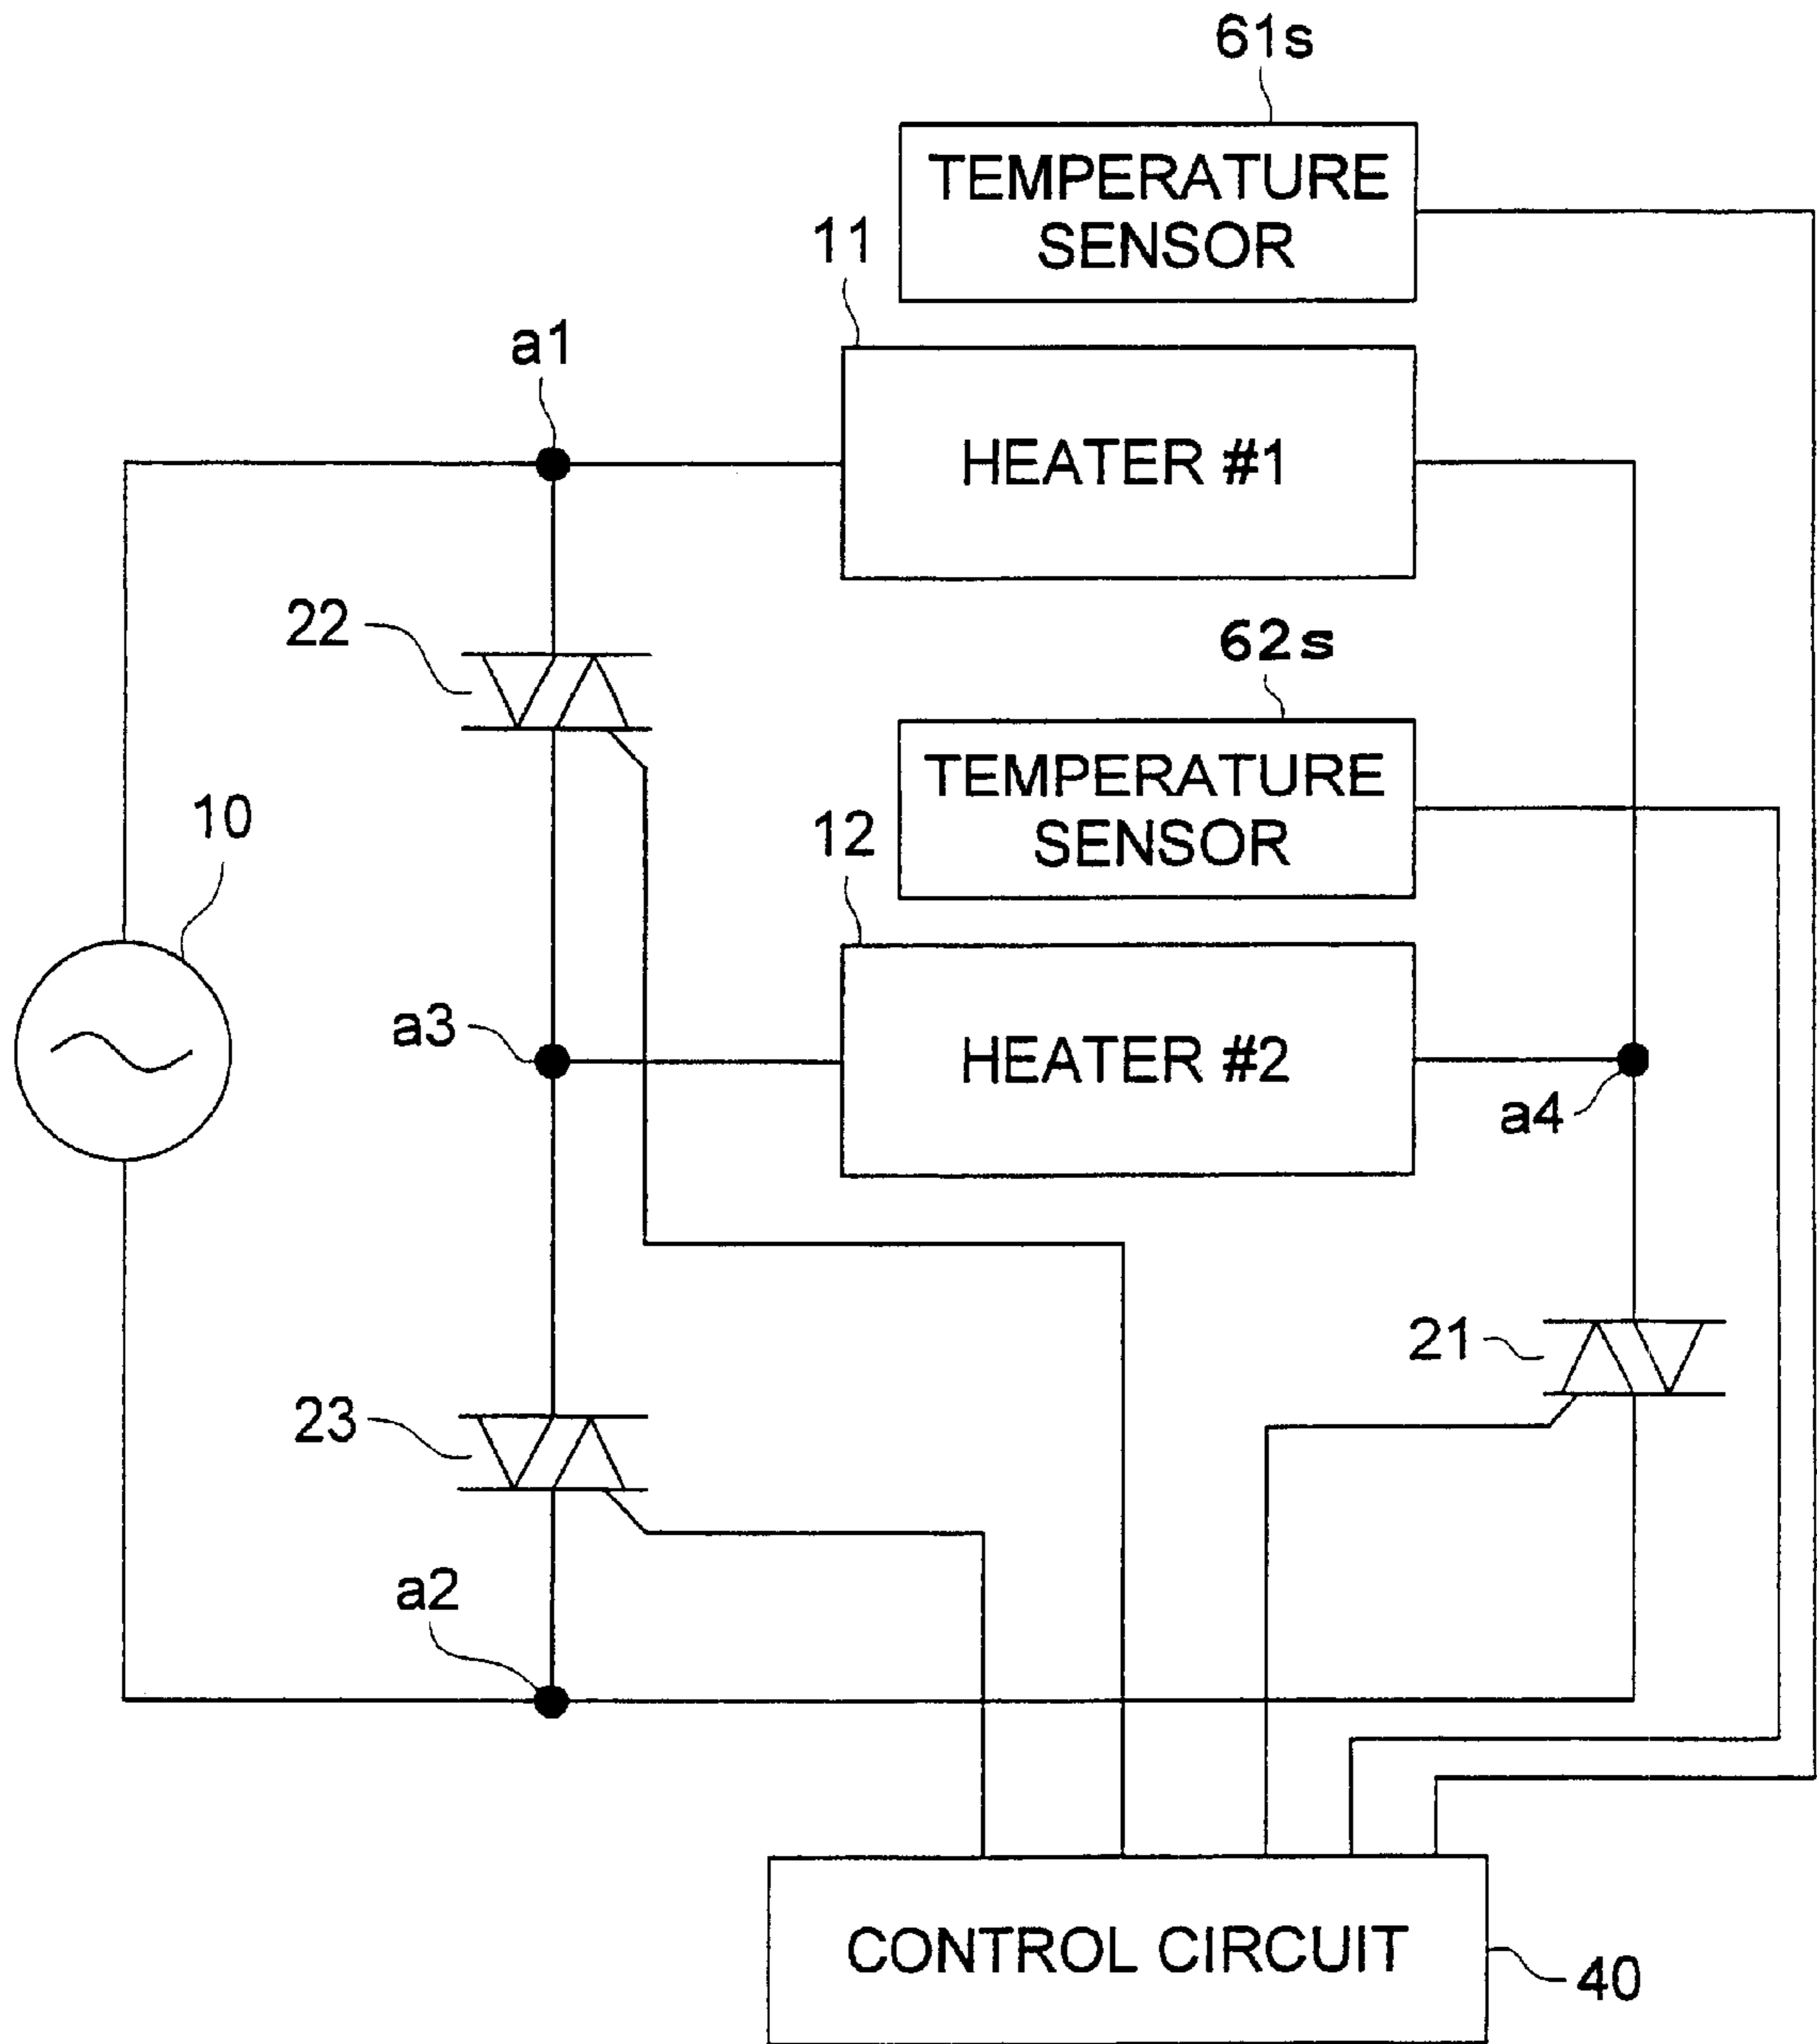 61s
TEMPERATURE
SENSOR
11
a1
HEATER #1
22
62s
TEMPERATURE
SENSOR
10
12
a3
HEATER #2
a4
21
23
a2
CONTROL CIRCUIT
40